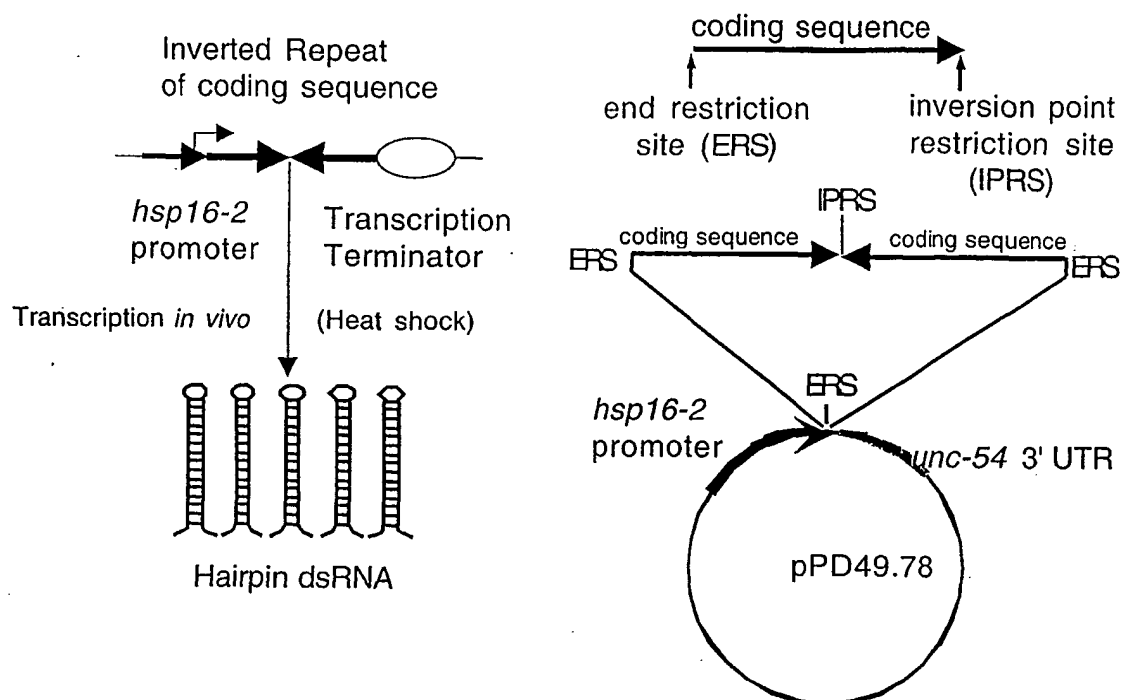 Inverted Repeat
of coding sequence
hsp16-2
promoter
Transcription
Terminator
Transcription in vivo
(Heat shock)
Hairpin dsRNA
coding sequence
end restriction
site (ERS)
inversion point
restriction site
(IPRS)
IPRS
coding sequence
coding sequence
ERS
ERS
ERS
hsp16-2
promoter
unc-54 3' UTR
pPD49.78